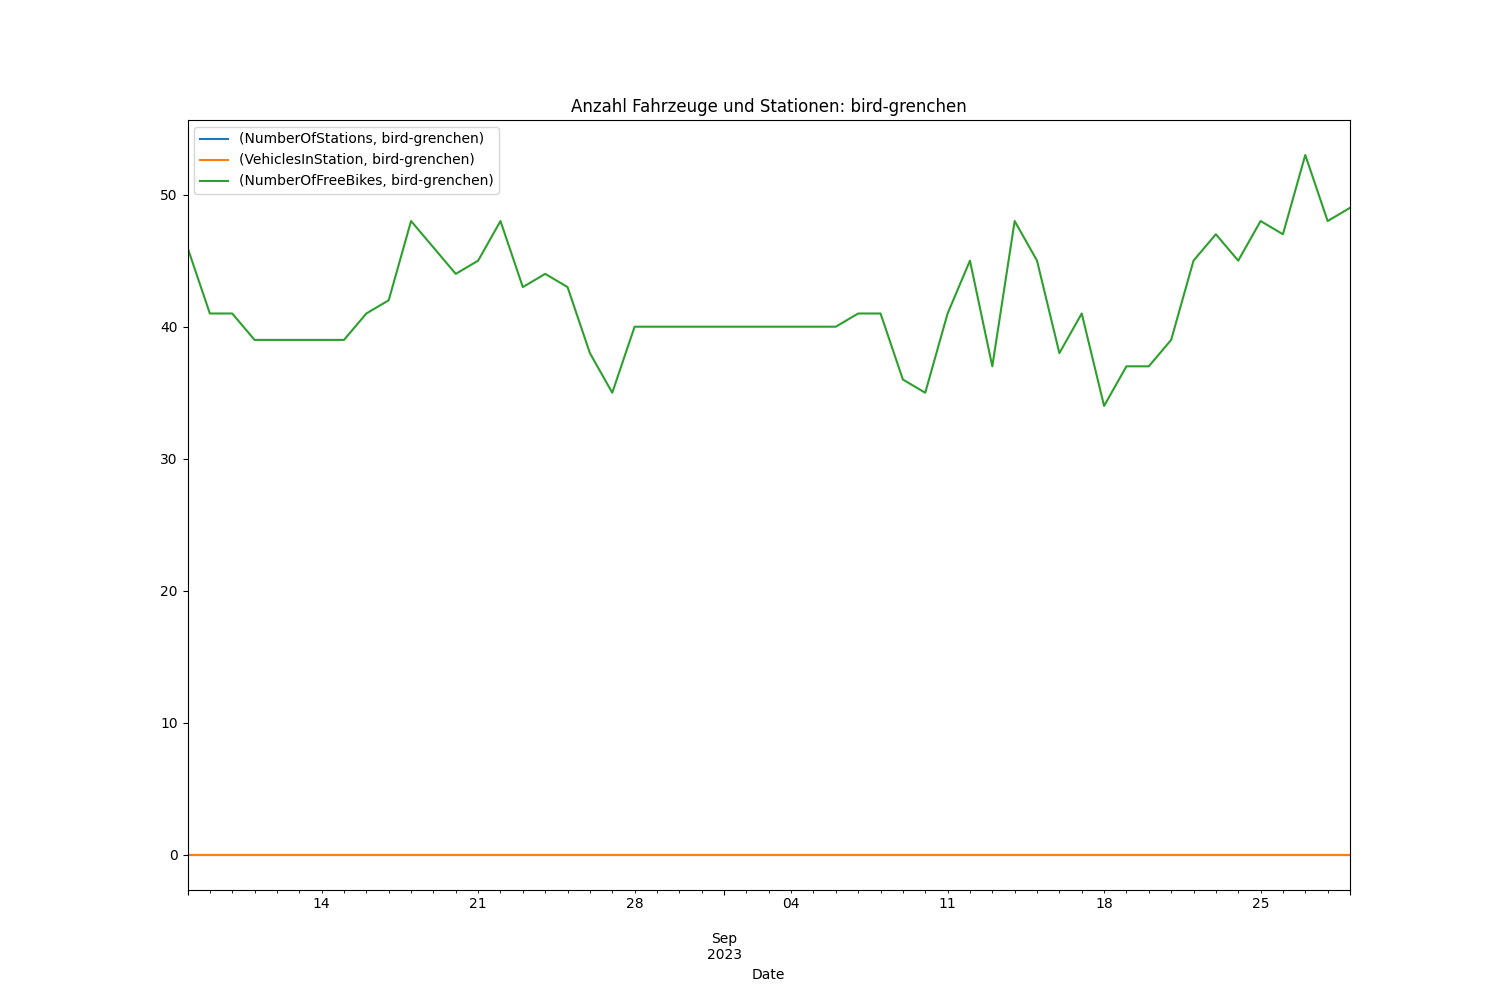 Anzahl Fahrzeuge und Stationen: bird-grenchen
(NumberOfStations, bird-grenchen)
(VehiclesInStation, bird-grenchen)
(NumberOfFreeBikes, bird-grenchen)
50
40
30
20
10
0
14 21 28 04 11 18 25
Sep
2023
Date